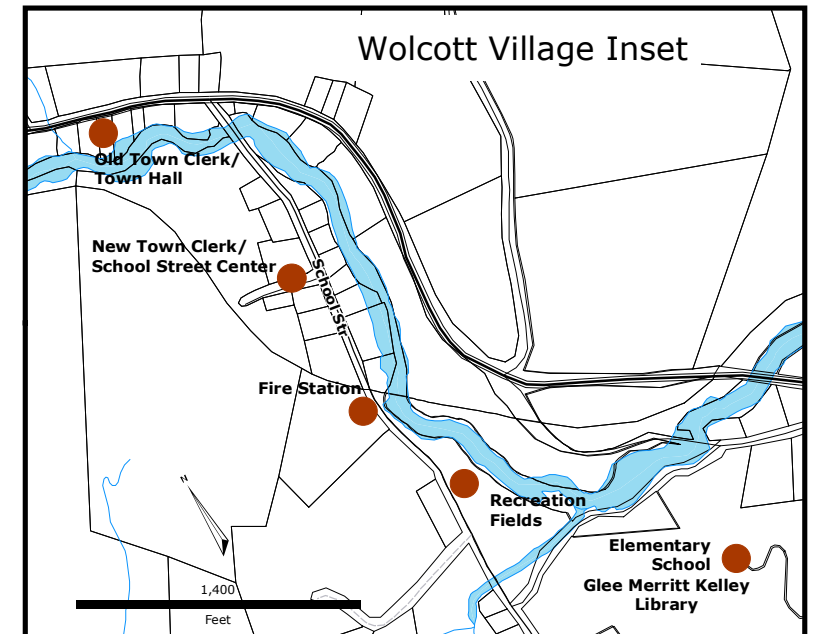 Wolcott Village Inset
Old Town Clerk/
Town Hall
New Town Clerk/
School Street Center
School Str
Fire Station
Recreation
Fields
Elementary
School
Glee Merritt Kelley
Library
N
1,400
Feet